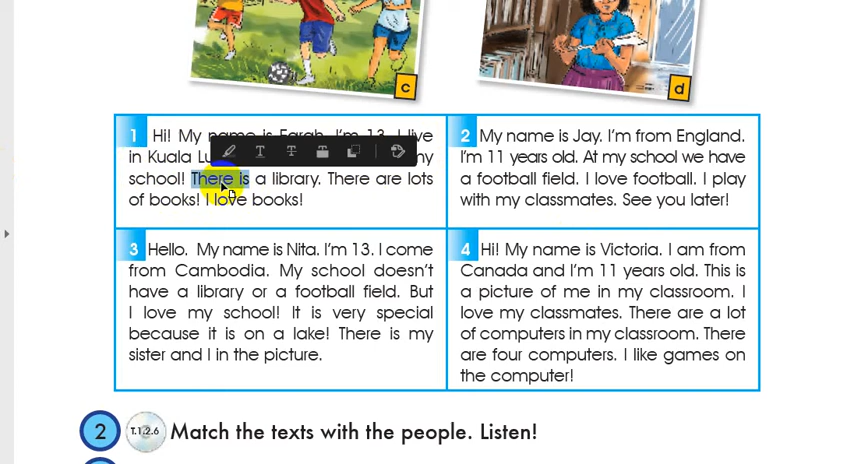 c
d
1 Hi! My name is Farah. I'm 13. I live
in Kuala my
school! There is a library. There are lots
of books! I love books!
2 My name is Jay. I'm from England.
I'm 11 years old. At my school we have
a football field. I love football. I play
with my classmates. See you later!
3 Hello. My name is Nita. I'm 13. I come
from Cambodia. My school doesn't
have a library or a football field. But
I love my school! It is very special
because it is on a lake! There is my
sister and I in the picture.
4 Hi! My name is Victoria. I am from
Canada and I'm 11 years old. This is
a picture of me in my classroom. I
love my classmates. There are a lot
of computers in my classroom. There
are four computers. I like games on
the computer!
2 T.1.2.6 Match the texts with the people. Listen!